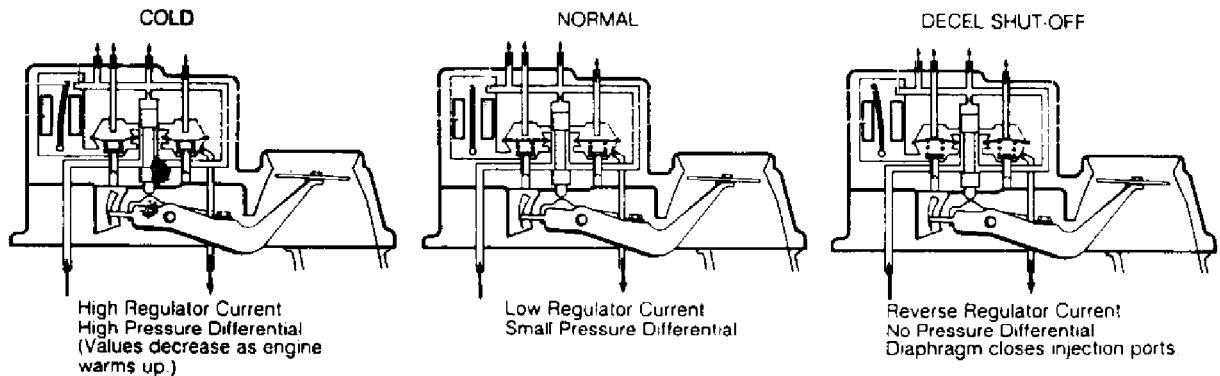 COLD
High Regulator Current
High Pressure Differential
(Values decrease as engine
warms up.)
NORMAL
Low Regulator Current
Small Pressure Differential
DECEL SHUT-OFF
Reverse Regulator Current
No Pressure Differential
Diaphragm closes injection ports.